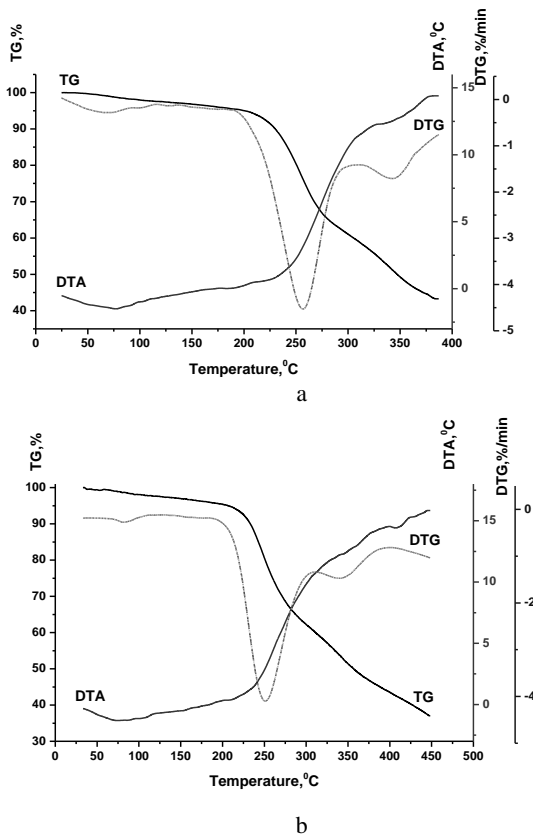 TG,%
DTA,⁰C
DTG,%/min
TG
DTG
DTA
100
90
80
70
60
50
40
15
10
5
0
0
-1
-2
-3
-4
-5
0 50 100 150 200 250 300 350 400
Temperature,⁰C
a
TG,%
DTA,⁰C
DTG,%/min
DTG
DTA
TG
100
90
80
70
60
50
40
30
15
10
5
0
0
-2
-4
0 50 100 150 200 250 300 350 400 450 500
Temperature,⁰C
b